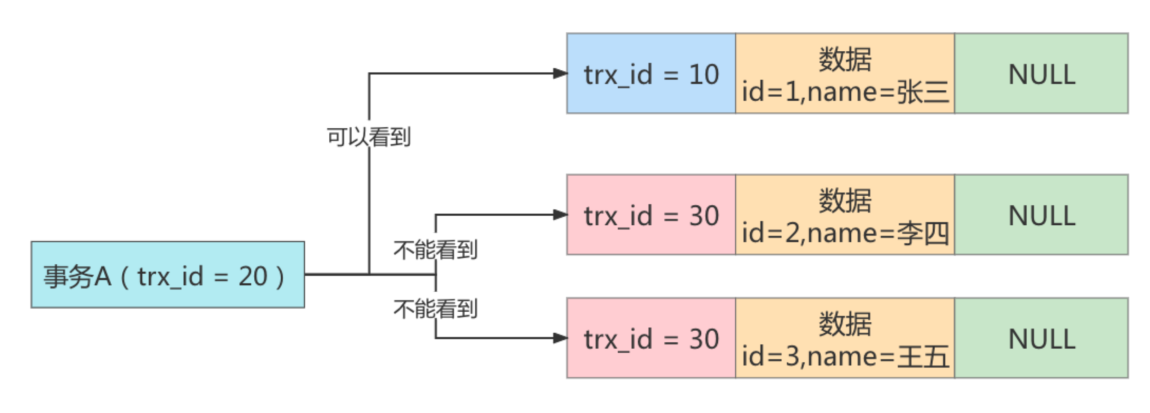 trx_id = 10
数据
id=1,name=张三
NULL
可以看到
trx_id = 30
数据
id=2,name=李四
NULL
不能看到
事务A（trx_id = 20）
不能看到
trx_id = 30
数据
id=3,name=王五
NULL